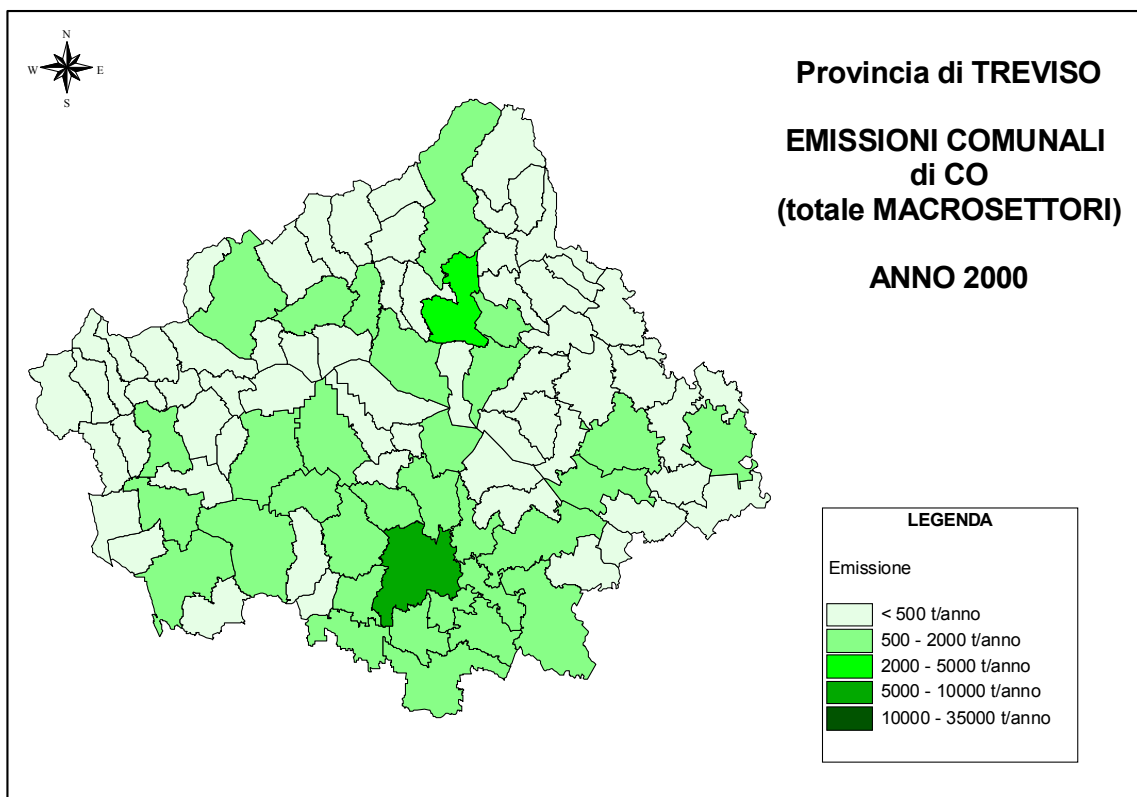 N
W E
S
Provincia di TREVISO
EMISSIONI COMUNALI
di CO
(totale MACROSETTORI)
ANNO 2000
LEGENDA
Emissione
< 500 t/anno
500 - 2000 t/anno
2000 - 5000 t/anno
5000 - 10000 t/anno
10000 - 35000 t/anno